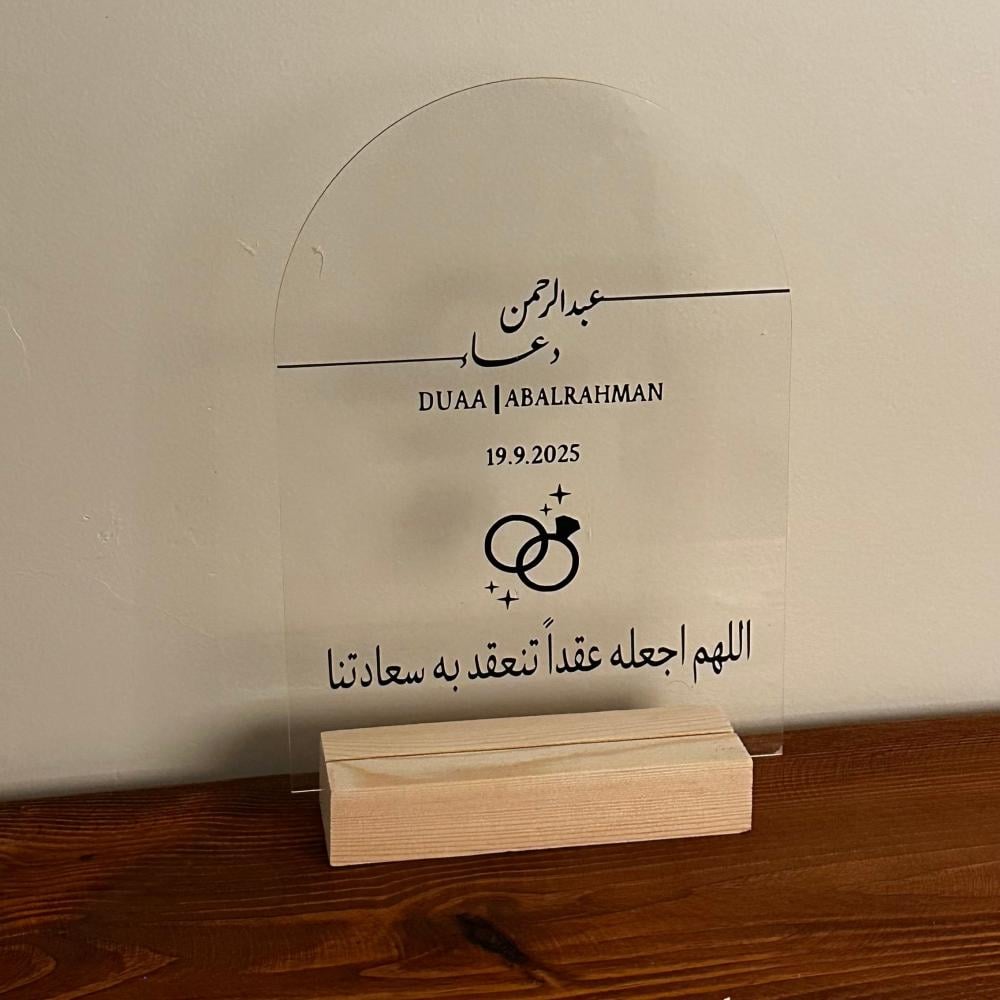 عبدالرحمن
دعاء
DUAA | ABALRAHMAN
19.9.2025
اللهم اجعله عقداً تنعقد به سعادتنا